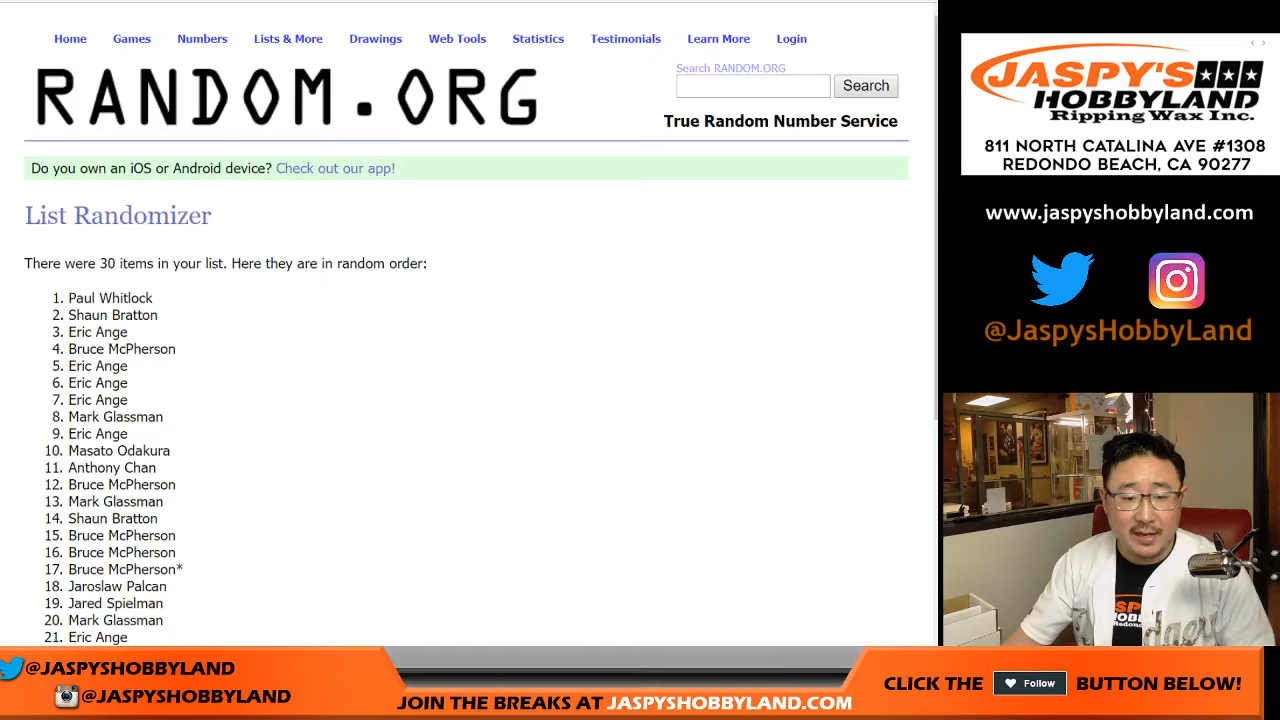 Home Games Numbers Lists & More Drawings Web Tools Statistics Testimonials Learn More Login
RANDOM.ORG
Search RANDOM.ORG
Search
True Random Number Service
Do you own an iOS or Android device? Check out our app!
List Randomizer
There were 30 items in your list. Here they are in random order:
1. Paul Whitlock
2. Shaun Bratton
3. Eric Ange
4. Bruce McPherson
5. Eric Ange
6. Eric Ange
7. Eric Ange
8. Mark Glassman
9. Eric Ange
10. Masato Odakura
11. Anthony Chan
12. Bruce McPherson
13. Mark Glassman
14. Shaun Bratton
15. Bruce McPherson
16. Bruce McPherson
17. Bruce McPherson*
18. Jaroslaw Palcan
19. Jared Spielman
20. Mark Glassman
21. Eric Ange
JASPY'S
HOBBYLAND
Ripping Wax Inc.
811 NORTH CATALINA AVE #1308
REDONDO BEACH, CA 90277
www.jaspyshobbyland.com
@JaspysHobbyLand
@JASPYSHOBBYLAND
@JASPYSHOBBYLAND
JOIN THE BREAKS AT JASPYSHOBBYLAND.COM
CLICK THE Follow BUTTON BELOW!